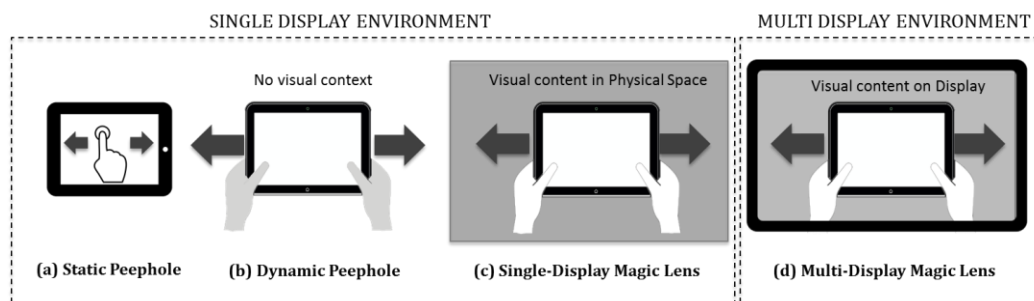 SINGLE DISPLAY ENVIRONMENT
MULTI DISPLAY ENVIRONMENT
No visual context
Visual content in Physical Space
Visual content on Display
(a) Static Peephole
(b) Dynamic Peephole
(c) Single-Display Magic Lens
(d) Multi-Display Magic Lens